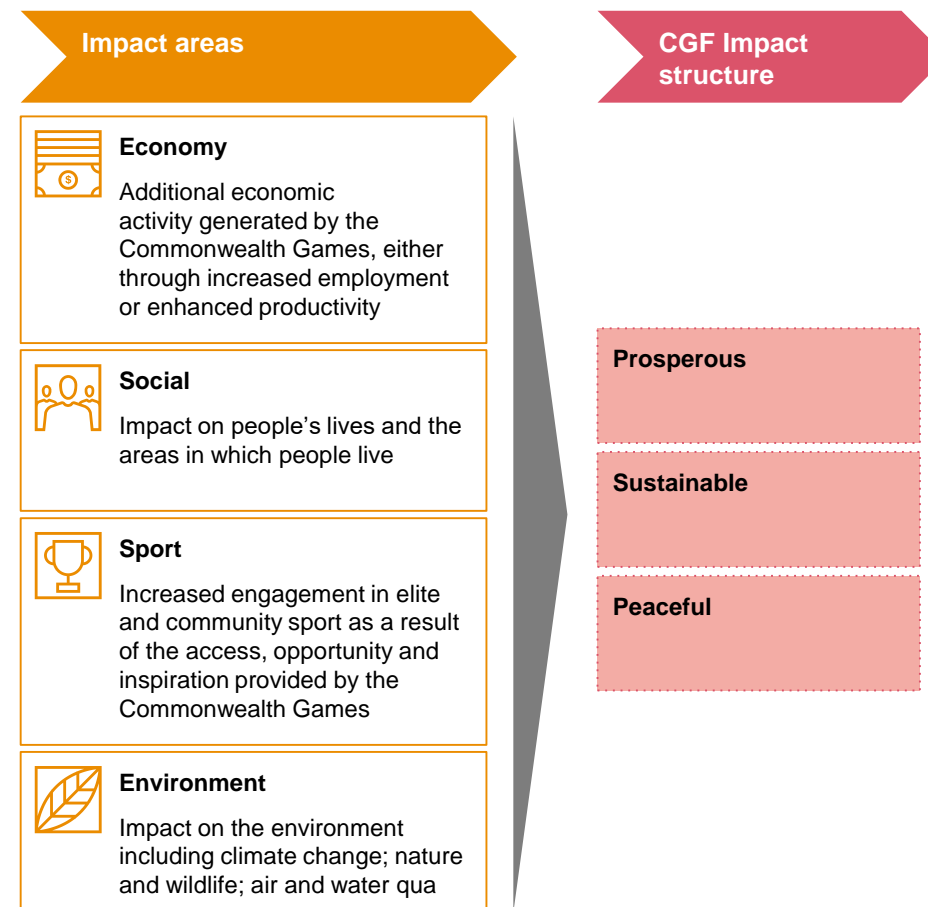 Impact areas
CGF Impact
structure
Economy
Additional economic
activity generated by the
Commonwealth Games, either
through increased employment
or enhanced productivity
Social
Impact on people's lives and the
areas in which people live
Sport
Increased engagement in elite
and community sport as a result
of the access, opportunity and
inspiration provided by the
Commonwealth Games
Environment
Impact on the environment
including climate change; nature
and wildlife; air and water qua
Prosperous
Sustainable
Peaceful